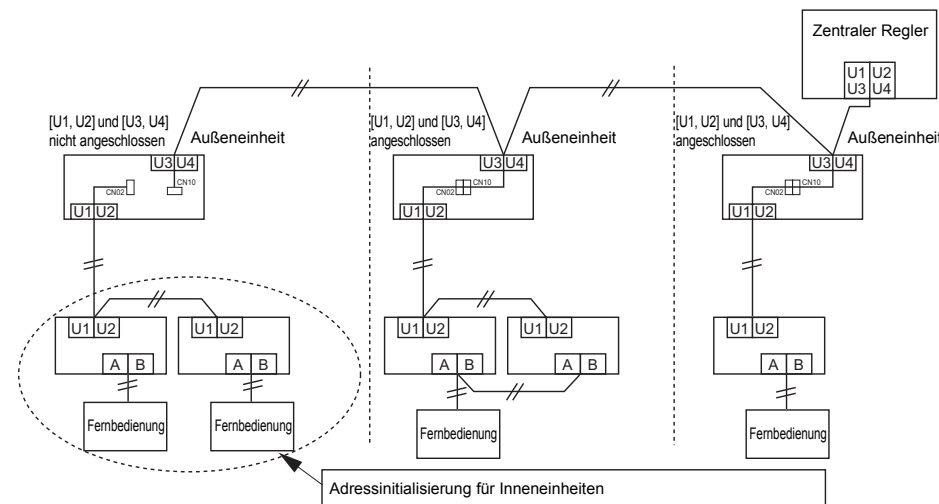 Zentraler Regler
U1 U2
U3 U4
[U1, U2] und [U3, U4]
nicht angeschlossen
Außeneinheit
[U1, U2] und [U3, U4]
angeschlossen
Außeneinheit
[U1, U2] und [U3, U4]
angeschlossen
Außeneinheit
U3 U4
U3 U4
U3 U4
CN02
CN10
CN02
CN10
CN02
CN10
U1 U2
U1 U2
U1 U2
U1 U2
U1 U2
U1 U2
U1 U2
U1 U2
A B
A B
A B
A B
A B
Fernbedienung
Fernbedienung
Fernbedienung
Fernbedienung
Adressinitialisierung für Inneneinheiten